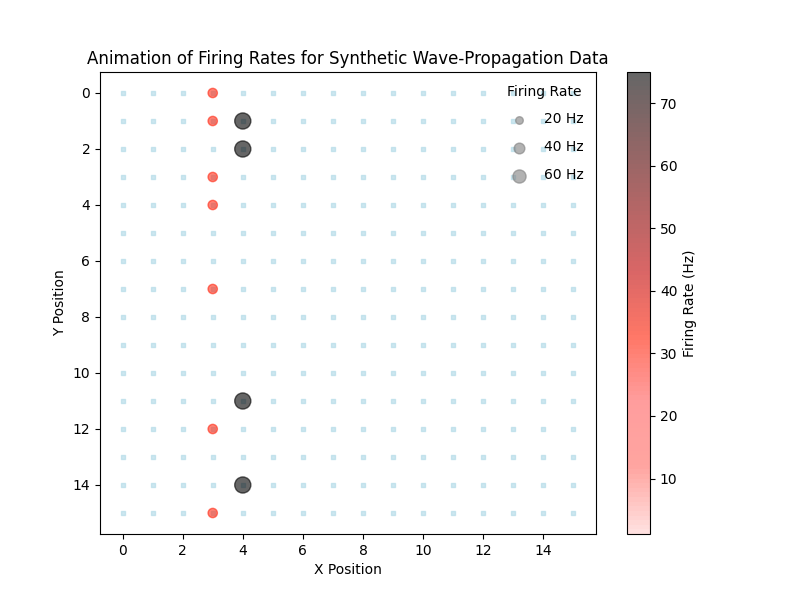 Animation of Firing Rates for Synthetic Wave-Propagation Data
Firing Rate
20 Hz
40 Hz
60 Hz
0
2
4
6
8
10
12
14
Y Position
0
2
4
6
8
10
12
14
X Position
70
60
50
40
30
20
10
Firing Rate (Hz)